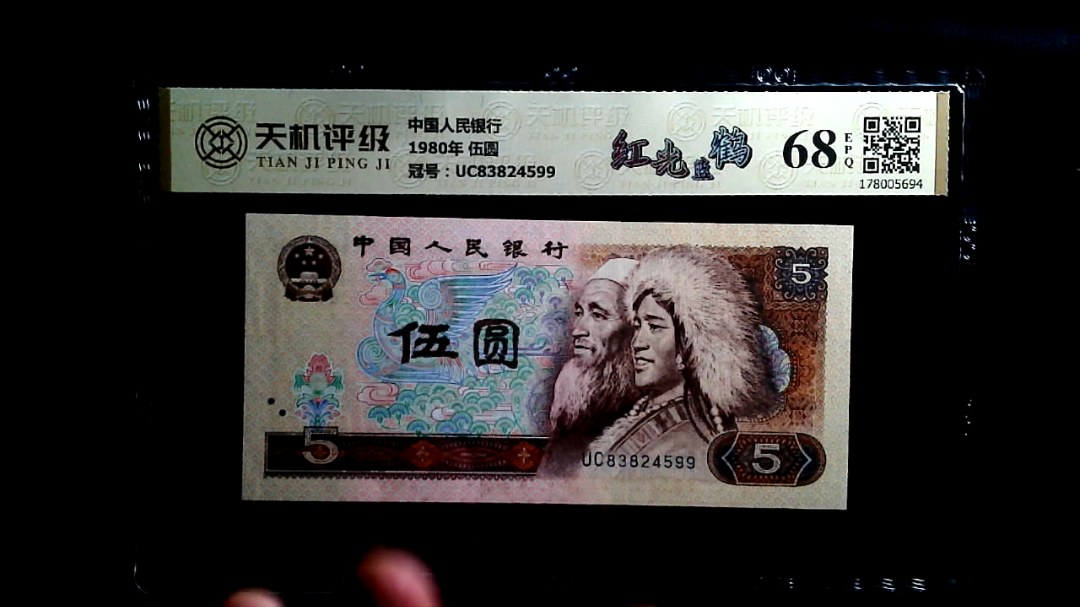 天机评级
TIAN JI PING JI
中国人民银行
1980年 伍圆
冠号：UC83824599
红光蓝鹤
68
EPQ
178005694
中国人民银行
5
伍圆
5
UC83824599
5